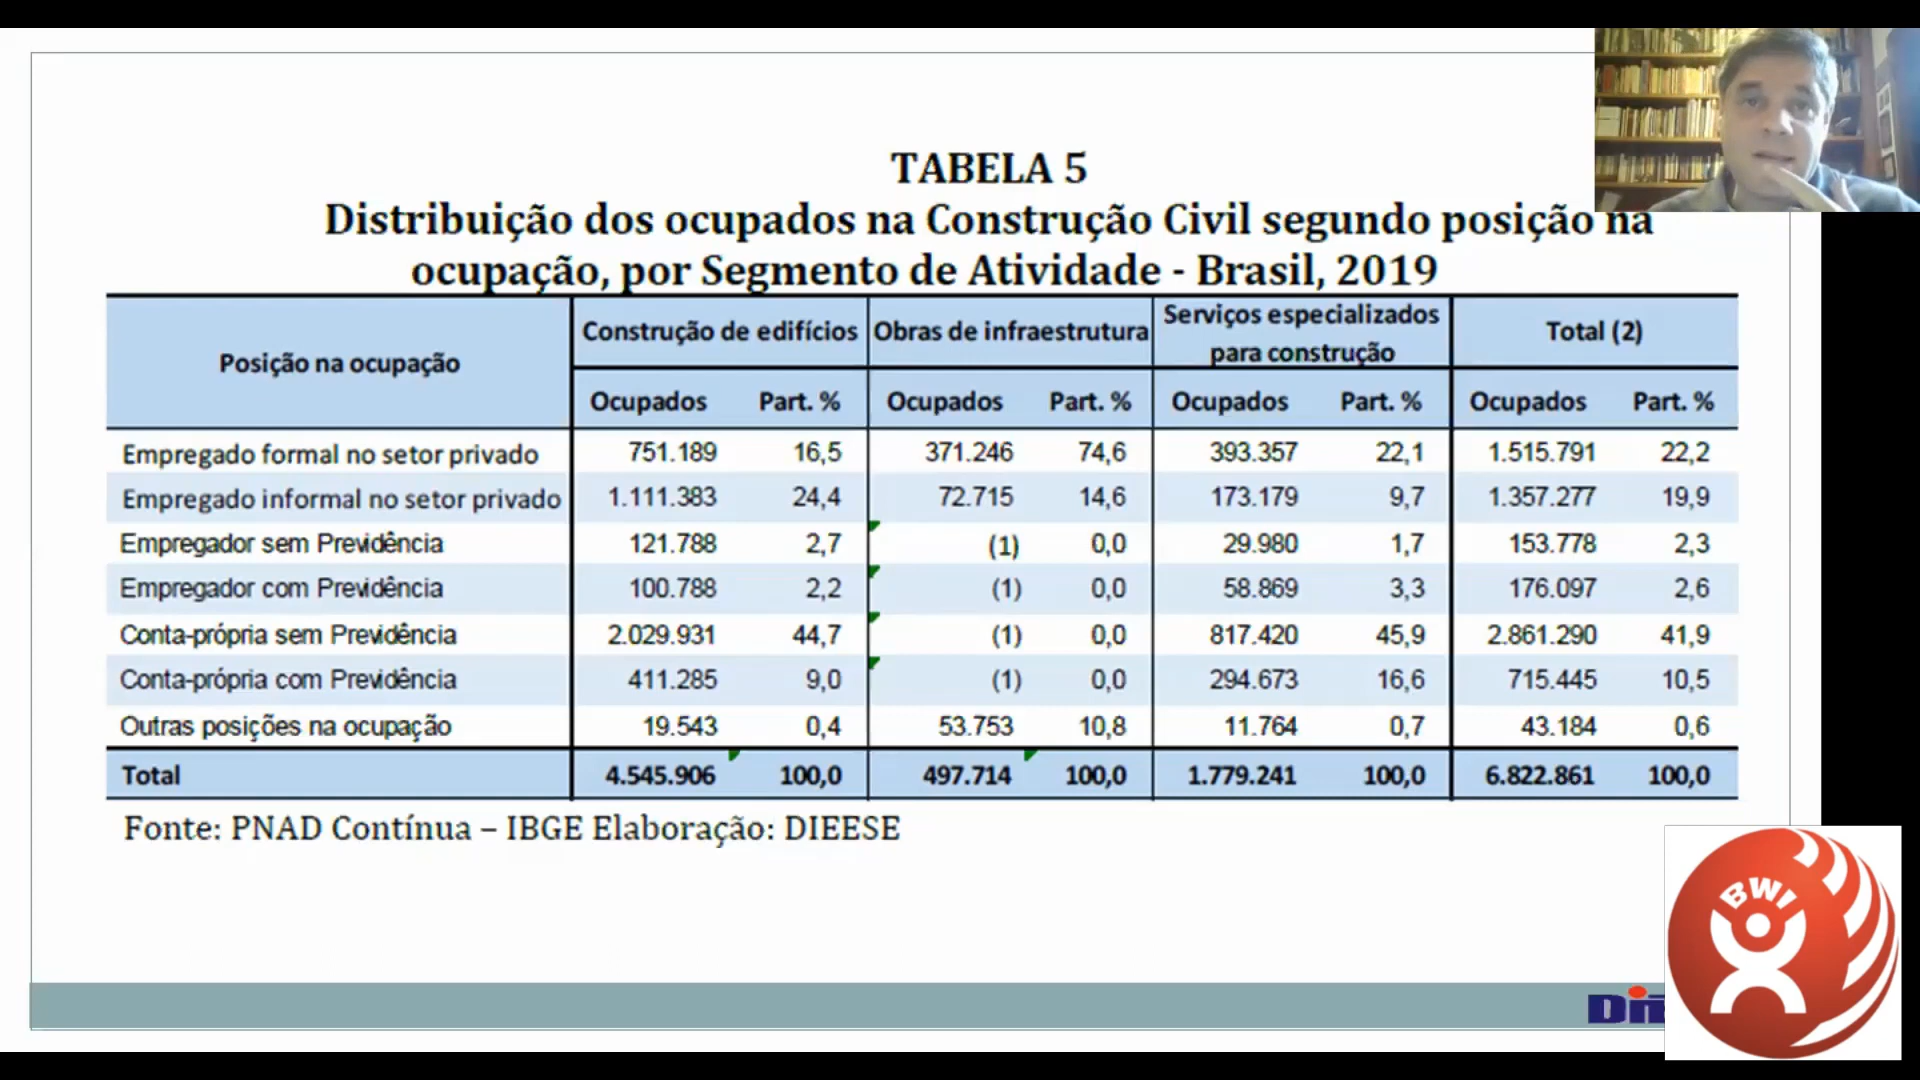 TABELA 5
Distribuição dos ocupados na Construção Civil segundo posição na
ocupação, por Segmento de Atividade - Brasil, 2019
Posição na ocupação Construção de edifícios Obras de infraestrutura Serviços especializados para construção Total (2)
Ocupados Part. % Ocupados Part. % Ocupados Part. % Ocupados Part. %
Empregado formal no setor privado 751.189 16,5 371.246 74,6 393.357 22,1 1.515.791 22,2
Empregado informal no setor privado 1.111.383 24,4 72.715 14,6 173.179 9,7 1.357.277 19,9
Empregador sem Previdência 121.788 2,7 (1) 0,0 29.980 1,7 153.778 2,3
Empregador com Previdência 100.788 2,2 (1) 0,0 58.869 3,3 176.097 2,6
Conta-própria sem Previdência 2.029.931 44,7 (1) 0,0 817.420 45,9 2.861.290 41,9
Conta-própria com Previdência 411.285 9,0 (1) 0,0 294.673 16,6 715.445 10,5
Outras posições na ocupação 19.543 0,4 53.753 10,8 11.764 0,7 43.184 0,6
Total 4.545.906 100,0 497.714 100,0 1.779.241 100,0 6.822.861 100,0
Fonte: PNAD Contínua – IBGE Elaboração: DIEESE
BWI